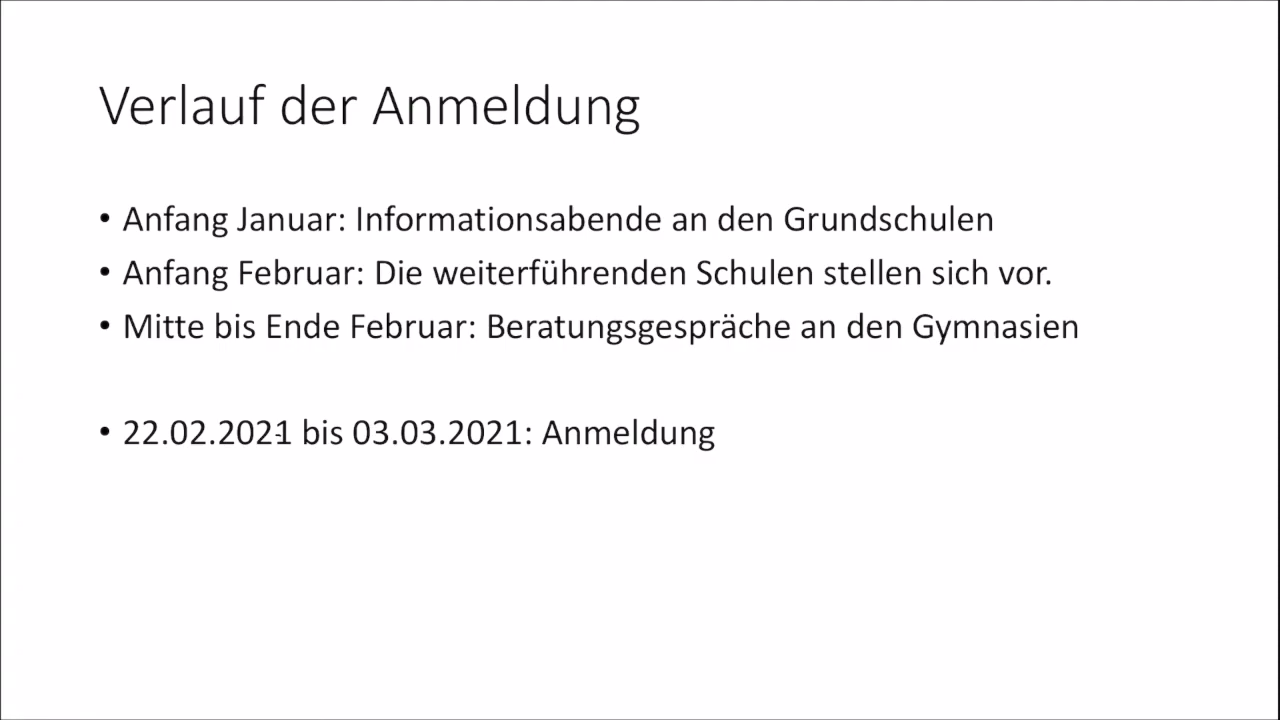 Verlauf der Anmeldung
• Anfang Januar: Informationsabende an den Grundschulen
• Anfang Februar: Die weiterführenden Schulen stellen sich vor.
• Mitte bis Ende Februar: Beratungsgespräche an den Gymnasien
• 22.02.2021 bis 03.03.2021: Anmeldung